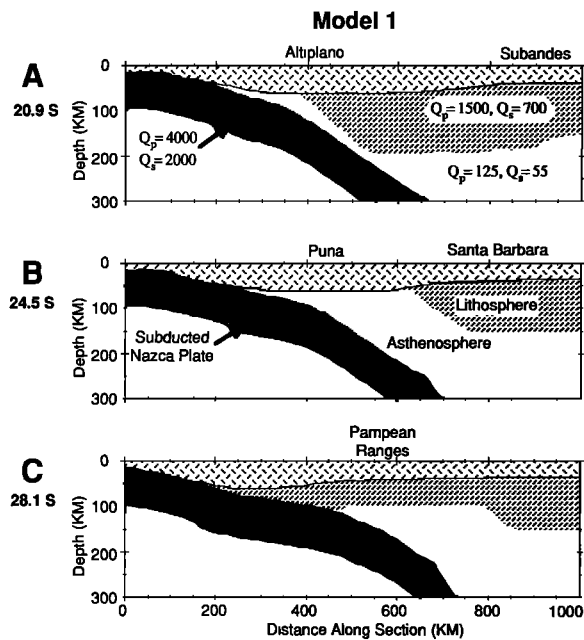 Model 1
Altiplano
Subandes
A
20.9 S
Depth (KM)
0
100
200
300
Qp=4000
Qs=2000
Qp=1500, Qs=700
Qp=125, Qs=55
Puna
Santa Barbara
B
24.5 S
Depth (KM)
0
100
200
300
Lithosphere
Asthenosphere
Subducted
Nazca Plate
Pampean
Ranges
C
28.1 S
Depth (KM)
0
100
200
300
0 200 400 600 800 1000
Distance Along Section (KM)